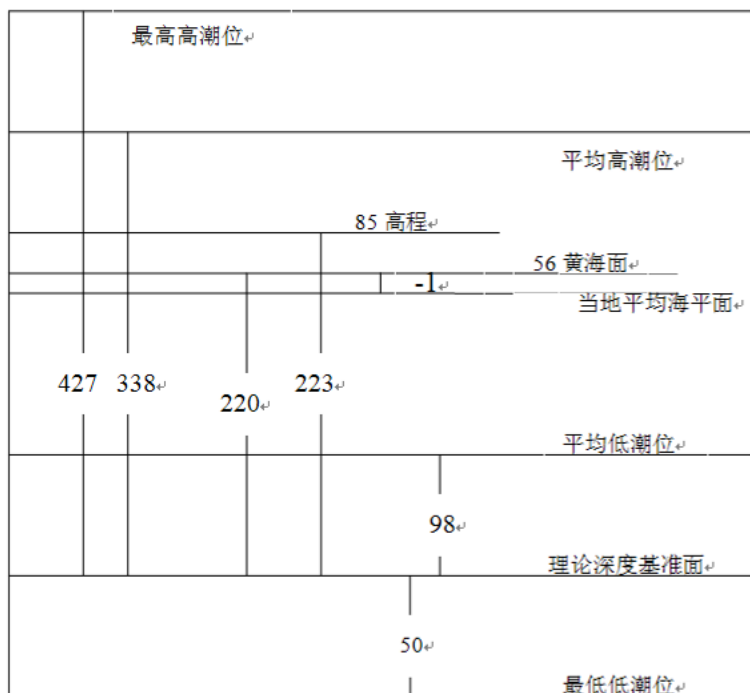 最高高潮位
平均高潮位
85 高程
56 黄海面
-1
当地平均海平面
427
338
223
220
平均低潮位
98
理论深度基准面
50
最低低潮位